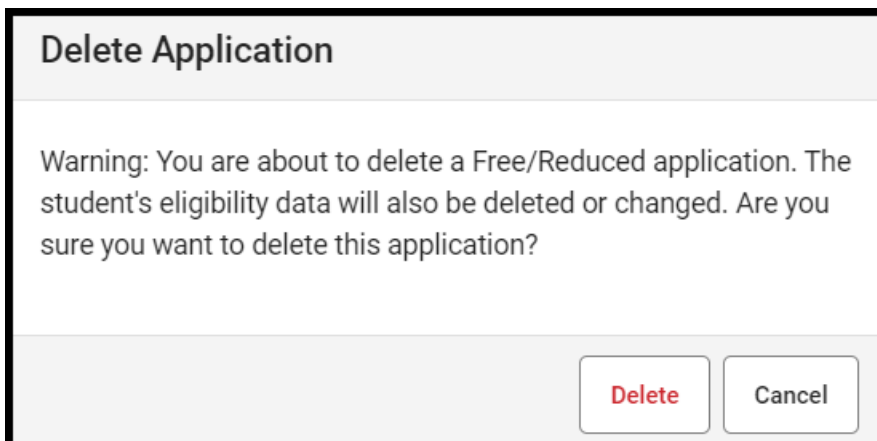 Delete Application
Warning: You are about to delete a Free/Reduced application. The
student's eligibility data will also be deleted or changed. Are you
sure you want to delete this application?
Delete
Cancel